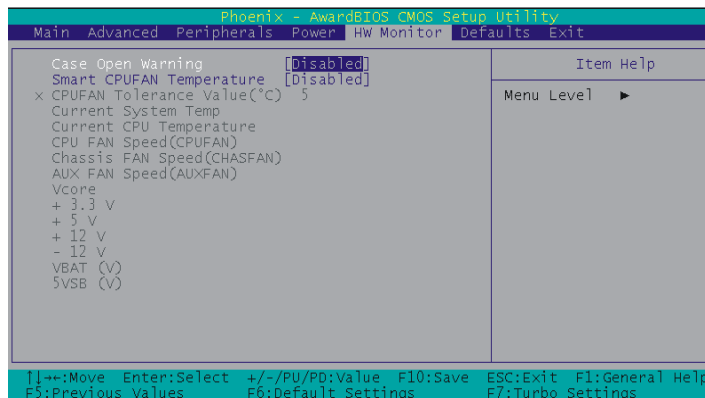 Phoenix - AwardBIOS CMOS Setup Utility
Main Advanced Peripherals Power HW Monitor Defaults Exit
Case Open Warning [Disabled] Item Help
Smart CPUFAN Temperature [Disabled]
x CPUFAN Tolerance Value(°C) 5 Menu Level ►
Current System Temp
Current CPU Temperature
CPU FAN Speed(CPUFAN)
Chassis FAN Speed(CHASFAN)
AUX FAN Speed(AUXFAN)
Vcore
+ 3.3 V
+ 5 V
+ 12 V
- 12 V
VBAT (V)
5VSB (V)
↑↓→←:Move Enter:Select +/-/PU/PD:Value F10:Save ESC:Exit F1:General Help
F5:Previous Values F6:Default Settings F7:Turbo Settings